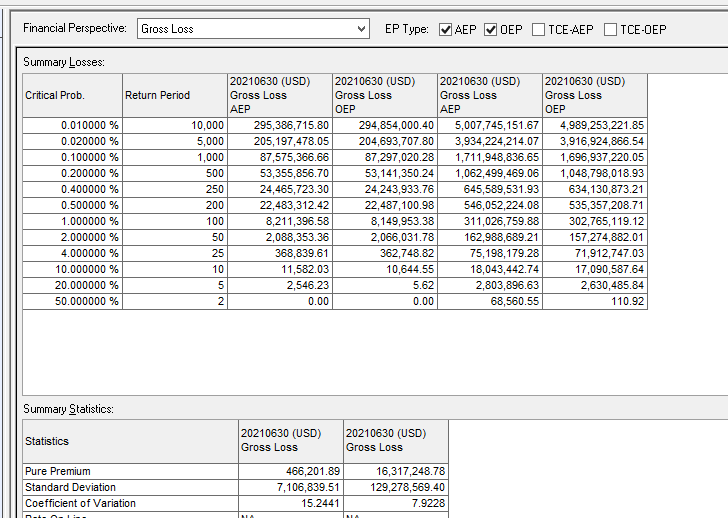 Financial Perspective: Gross Loss EP Type: AEP OEP TCE-AEP TCE-OEP
Summary Losses:
Critical Prob. Return Period 20210630 (USD) Gross Loss AEP 20210630 (USD) Gross Loss OEP 20210630 (USD) Gross Loss AEP 20210630 (USD) Gross Loss OEP
0.010000 % 10,000 295,386,715.80 294,854,000.40 5,007,745,151.67 4,989,253,221.85
0.020000 % 5,000 205,197,478.05 204,693,707.80 3,934,224,214.07 3,916,924,866.54
0.100000 % 1,000 87,575,366.66 87,297,020.28 1,711,948,836.65 1,696,937,220.05
0.200000 % 500 53,355,856.70 53,141,350.24 1,062,499,469.06 1,048,798,018.93
0.400000 % 250 24,465,723.30 24,243,933.76 645,589,531.93 634,130,873.21
0.500000 % 200 22,483,312.42 22,487,100.98 546,052,224.08 535,357,208.71
1.000000 % 100 8,211,396.58 8,149,953.38 311,026,759.88 302,765,119.12
2.000000 % 50 2,088,353.36 2,066,031.78 162,988,689.21 157,274,882.01
4.000000 % 25 368,839.61 362,748.82 75,198,179.28 71,912,747.03
10.000000 % 10 11,582.03 10,644.55 18,043,442.74 17,090,587.64
20.000000 % 5 2,546.23 5.62 2,803,896.63 2,630,485.84
50.000000 % 2 0.00 0.00 68,560.55 110.92
Summary Statistics:
Statistics 20210630 (USD) Gross Loss 20210630 (USD) Gross Loss
Pure Premium 466,201.89 16,317,248.78
Standard Deviation 7,106,839.51 129,278,569.40
Coefficient of Variation 15.2441 7.9228